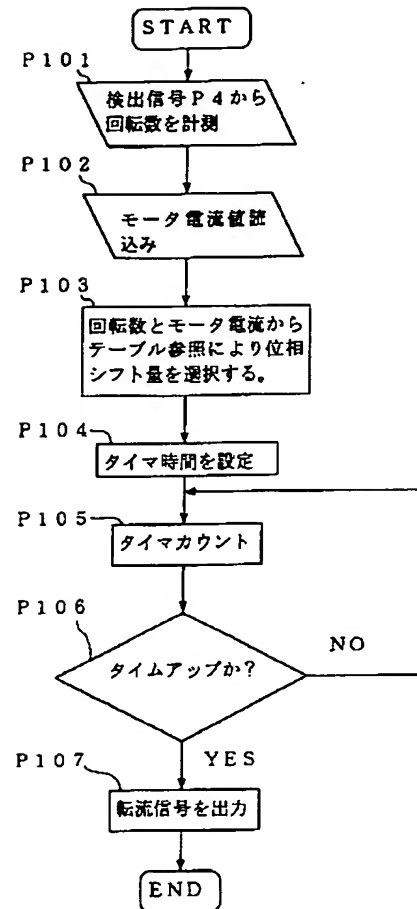 START
P101
検出信号P4から
回転数を計測
P102
モータ電流値読
込み
P103
回転数とモータ電流から
テーブル参照により位相
シフト量を選択する。
P104
タイマ時間を設定
P105
タイマカウント
P106
タイムアップか?
NO
YES
P107
転流信号を出力
END